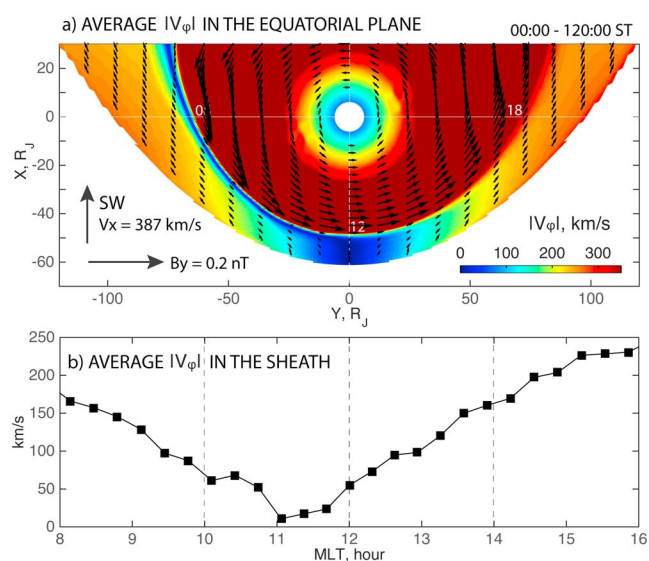 a) AVERAGE |Vφ| IN THE EQUATORIAL PLANE
00:00 - 120:00 ST
20
0
-20
-40
-60
X, RJ
0
18
12
SW
Vx = 387 km/s
By = 0.2 nT
|Vφ|, km/s
0 100 200 300
-100 -50 0 50 100
Y, RJ
b) AVERAGE |Vφ| IN THE SHEATH
250
200
150
100
50
0
km/s
8 9 10 11 12 13 14 15 16
MLT, hour